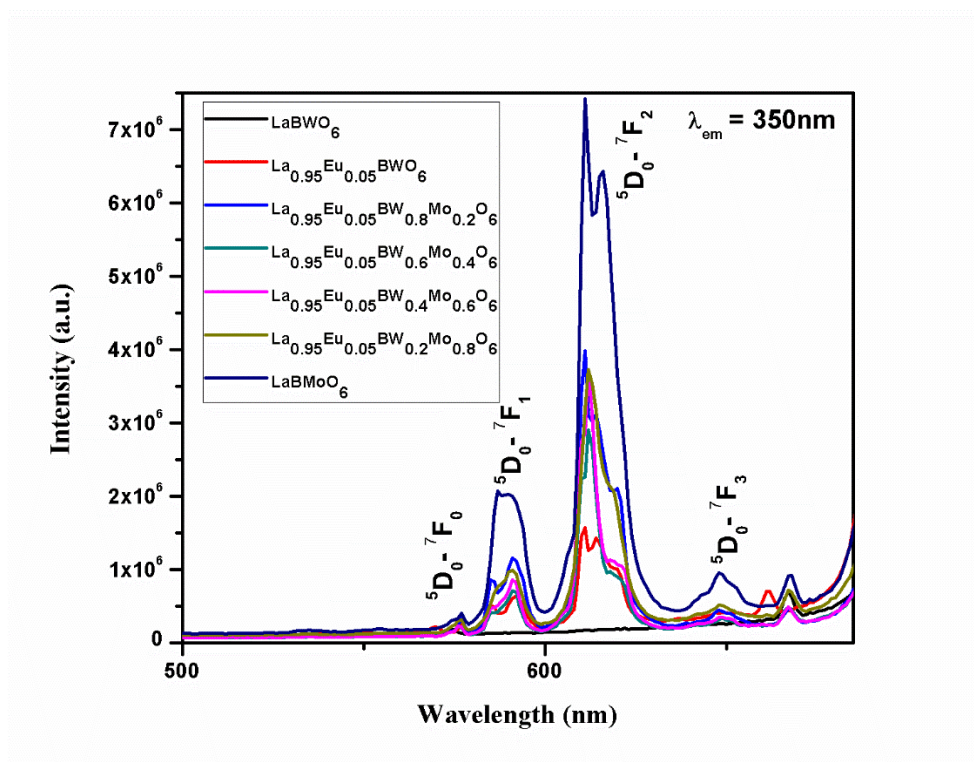 LaBWO6
La0.95Eu0.05BWO6
La0.95Eu0.05BW0.8Mo0.2O6
La0.95Eu0.05BW0.6Mo0.4O6
La0.95Eu0.05BW0.4Mo0.6O6
La0.95Eu0.05BW0.2Mo0.8O6
LaBMoO6
λem = 350nm
5D0- 7F0
5D0- 7F1
5D0- 7F2
5D0- 7F3
7x10^6
6x10^6
5x10^6
4x10^6
3x10^6
2x10^6
1x10^6
0
500
600
Intensity (a.u.)
Wavelength (nm)